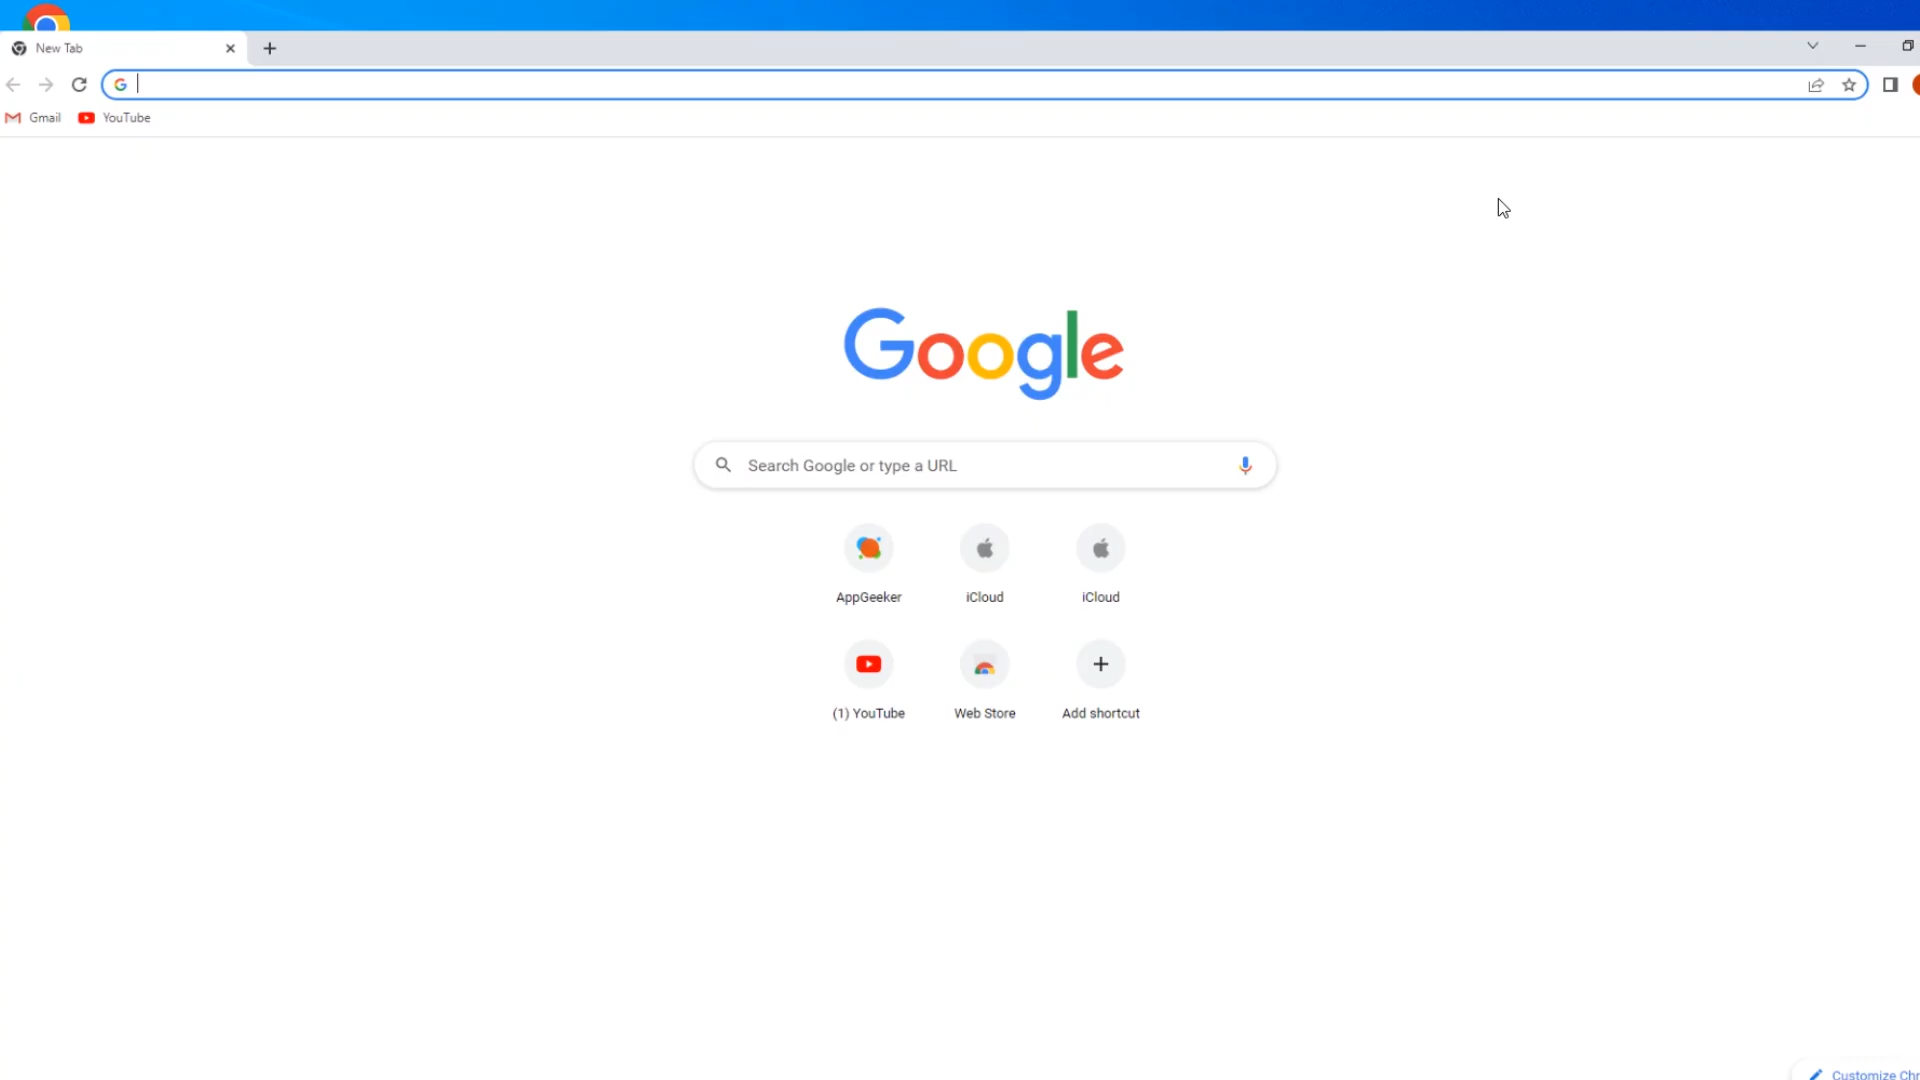 New Tab
Gmail YouTube
Google
Search Google or type a URL
AppGeeker iCloud iCloud
(1) YouTube Web Store Add shortcut
Customize Chr